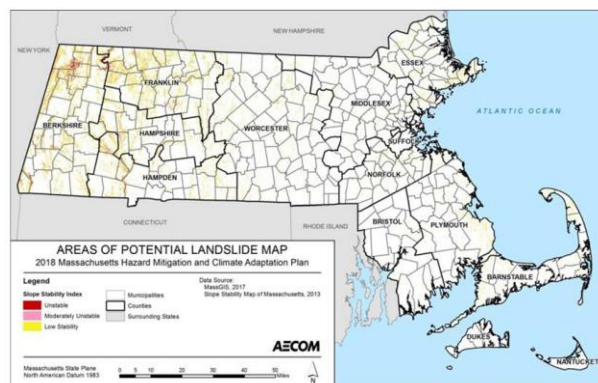 VERMONT
NEW HAMPSHIRE
NEW YORK
ESSEX
FRANKLIN
MIDDLESEX
ATLANTIC OCEAN
BERKSHIRE
HAMPSHIRE
WORCESTER
SUFFOLK
HAMPDEN
NORFOLK
CONNECTICUT
RHODE ISLAND
BRISTOL
PLYMOUTH
BARNSTABLE
DUKES
NANTUCKET
AREAS OF POTENTIAL LANDSLIDE MAP
2018 Massachusetts Hazard Mitigation and Climate Adaptation Plan
Legend
Slope Stability Index
Unstable
Moderately Unstable
Low Stability
Municipalities
Counties
Surrounding States
Data Source:
MassGIS, 2017
Slope Stability Map of Massachusetts, 2013
AECOM
Massachusetts State Plane
North American Datum 1983
0 5 10 20 30 40 50
Miles
N